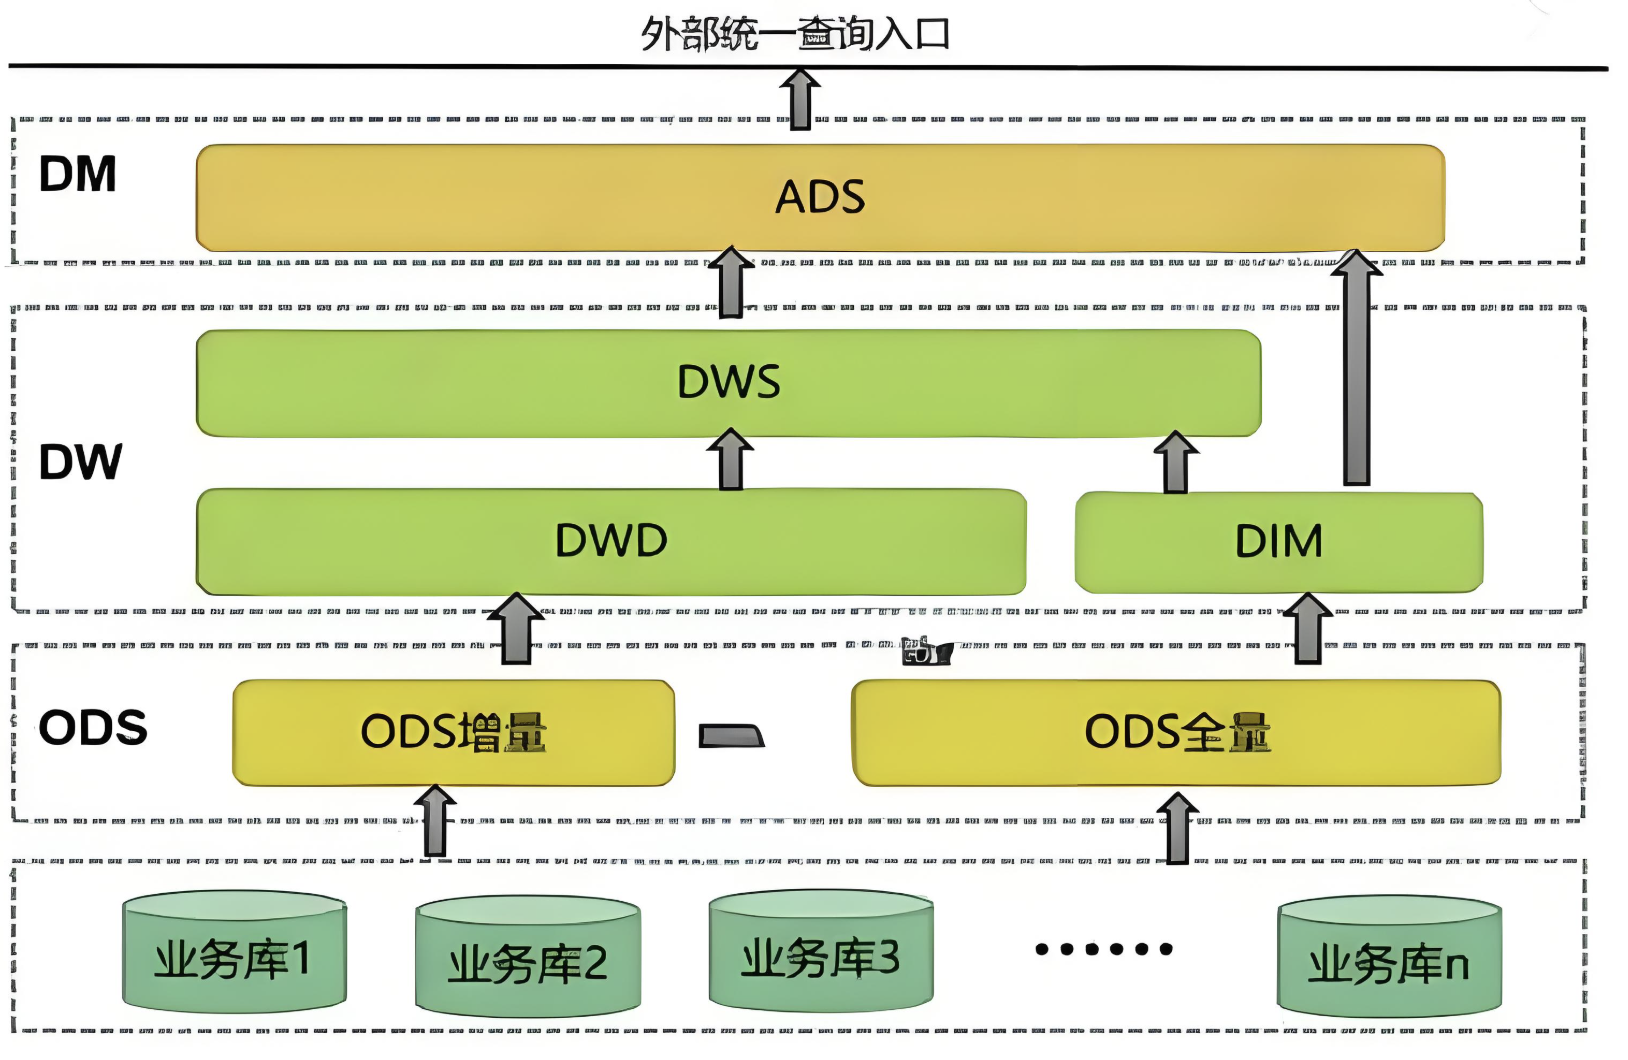 外部统一查询入口
DM
ADS
DWS
DW
DWD
DIM
ODS
ODS增量
ODS全量
业务库1
业务库2
业务库3
······
业务库n